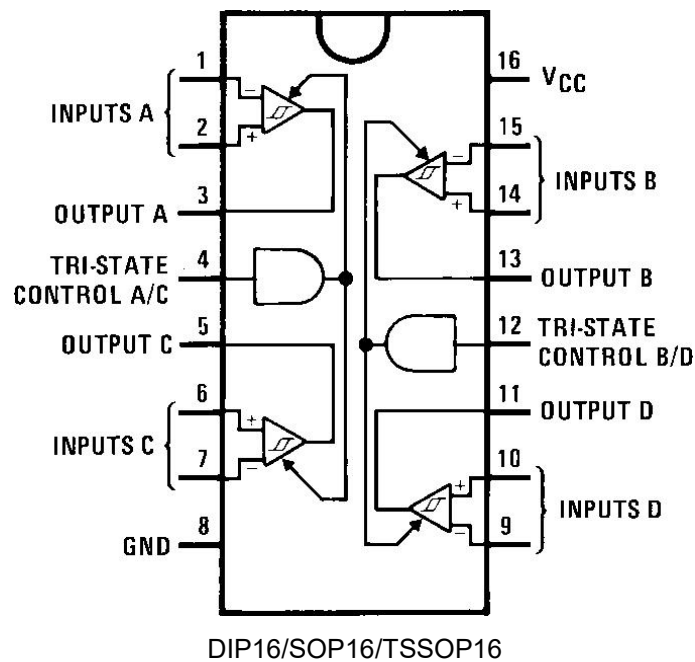 1
INPUTS A
−
+
2
3
OUTPUT A
4
TRI-STATE
CONTROL A/C
5
OUTPUT C
6
INPUTS C
+
−
7
8
GND
16
VCC
15
INPUTS B
−
+
14
13
OUTPUT B
12
TRI-STATE
CONTROL B/D
11
OUTPUT D
10
INPUTS D
+
−
9
DIP16/SOP16/TSSOP16